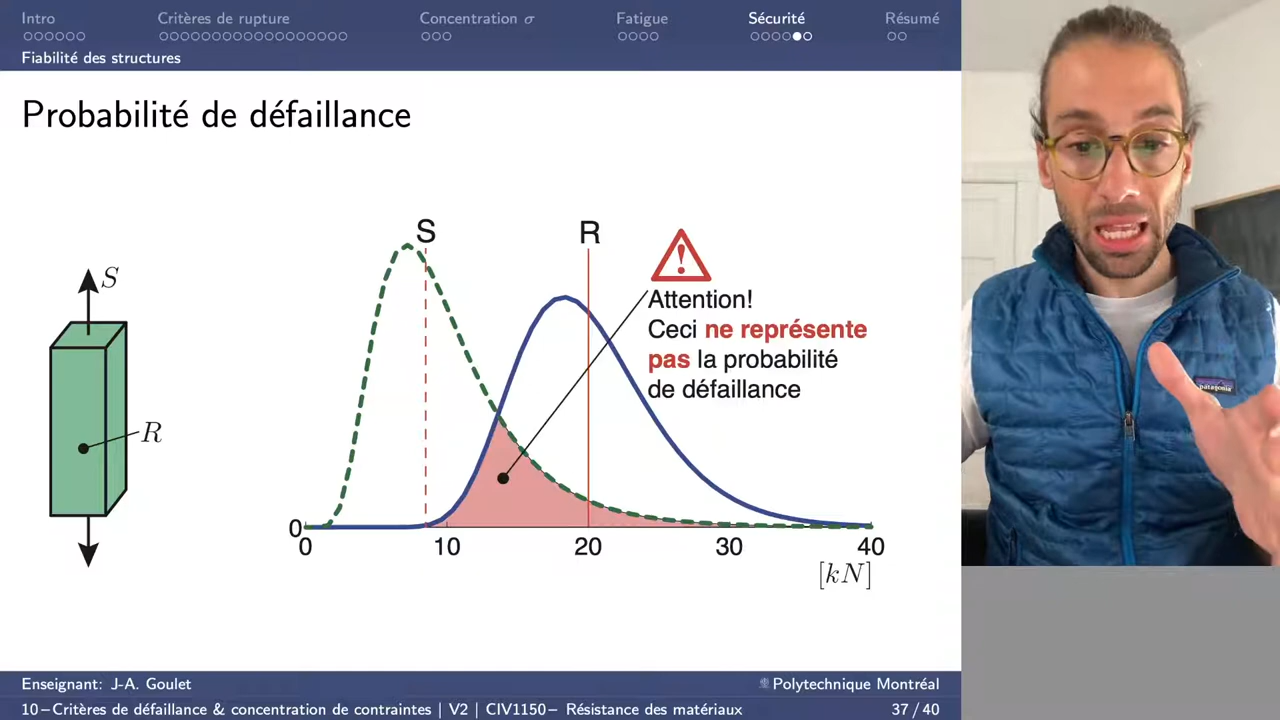 Intro Critères de rupture Concentration σ Fatigue Sécurité Résumé
Fiabilité des structures
Probabilité de défaillance
S R
S
Attention!
Ceci ne représente
pas la probabilité
de défaillance
R
patagonia
0
0 10 20 30 40
[kN]
Enseignant: J-A. Goulet Polytechnique Montréal
10–Critères de défaillance & concentration de contraintes | V2 | CIV1150– Résistance des matériaux 37 / 40